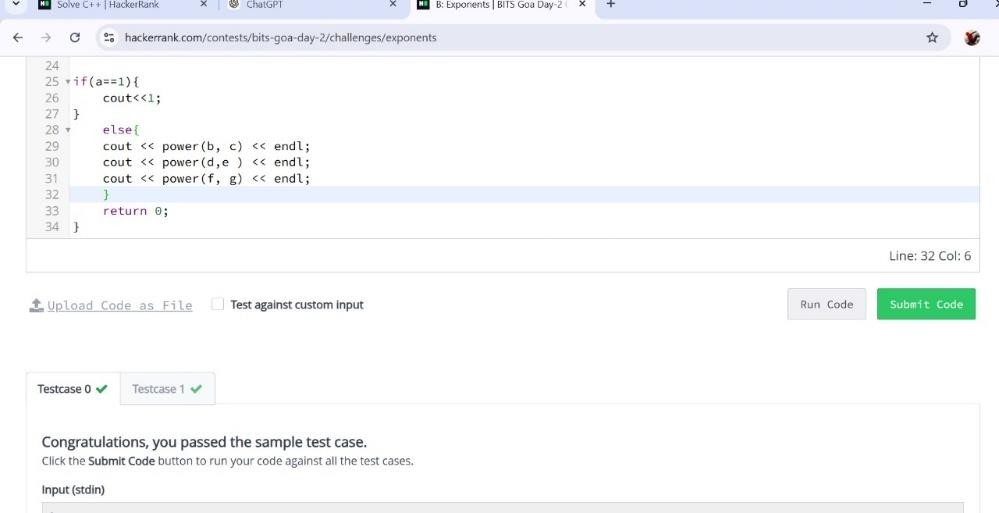 Solve C++ | HackerRank
ChatGPT
B: Exponents | BITS Goa Day-2
hackerrank.com/contests/bits-goa-day-2/challenges/exponents
24
25 if(a==1){
26 cout<<1;
27 }
28 else{
29 cout << power(b, c) << endl;
30 cout << power(d,e ) << endl;
31 cout << power(f, g) << endl;
32 }
33 return 0;
34 }
Line: 32 Col: 6
Upload Code as File Test against custom input Run Code Submit Code
Testcase 0 Testcase 1
Congratulations, you passed the sample test case.
Click the Submit Code button to run your code against all the test cases.
Input (stdin)